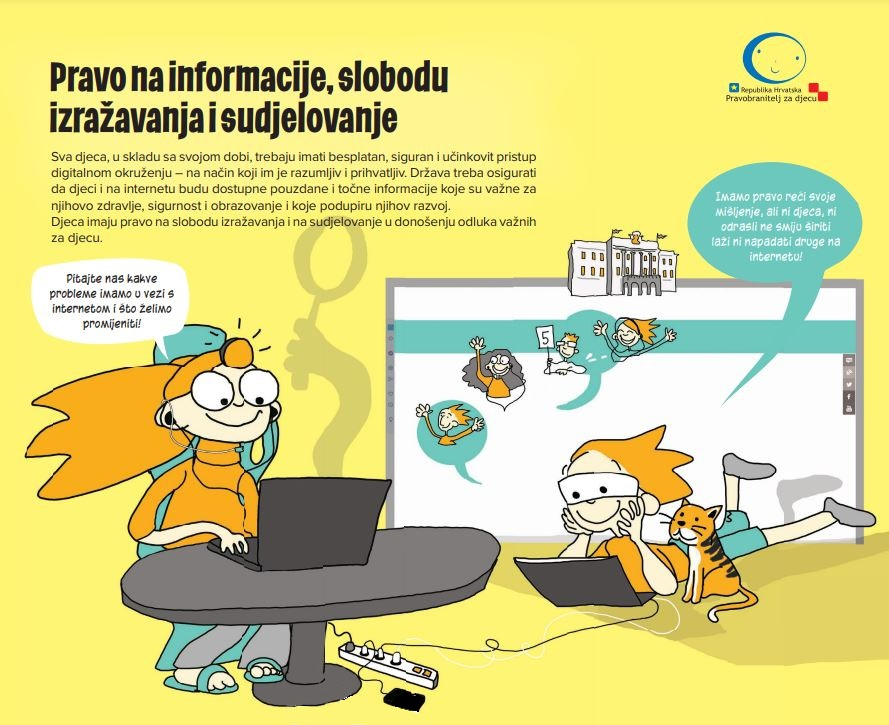 Pravo na informacije, slobodu
izražavanja i sudjelovanje
Republika Hrvatska
Pravobranitelj za djecu
Sva djeca, u skladu sa svojom dobi, trebaju imati besplatan, siguran i učinkovit pristup
digitalnom okruženju – na način koji im je razumljiv i prihvatljiv. Država treba osigurati
da djeci i na internetu budu dostupne pouzdane i točne informacije koje su važne za
njihovo zdravlje, sigurnost i obrazovanje i koje podupiru njihov razvoj.
Djeca imaju pravo na slobodu izražavanja i na sudjelovanje u donošenju odluka važnih
za djecu.
Imamo pravo reći svoje
mišljenje, ali ni djeca, ni
odrasli ne smiju širiti
laži ni napadati druge na
internetu!
Pitajte nas kakve
probleme imamo u vezi s
internetom i što želimo
promijeniti!
5